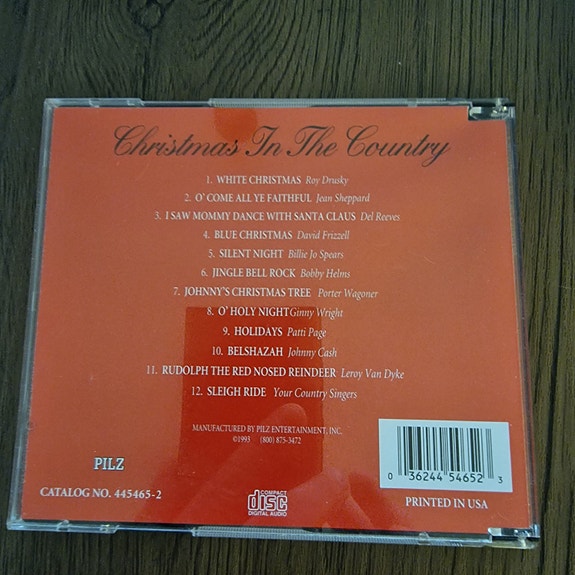 Christmas In The Country
1. WHITE CHRISTMAS Roy Drusky
2. O' COME ALL YE FAITHFUL Jean Sheppard
3. I SAW MOMMY DANCE WITH SANTA CLAUS Del Reeves
4. BLUE CHRISTMAS David Frizzell
5. SILENT NIGHT Billie Jo Spears
6. JINGLE BELL ROCK Bobby Helms
7. JOHNNY'S CHRISTMAS TREE Porter Wagoner
8. O' HOLY NIGHT Ginny Wright
9. HOLIDAYS Patti Page
10. BELSHAZAH Johnny Cash
11. RUDOLPH THE RED NOSED REINDEER Leroy Van Dyke
12. SLEIGH RIDE Your Country Singers
MANUFACTURED BY PILZ ENTERTAINMENT, INC.
©1993 (800) 875-3472
PILZ
0 36244 54652 3
CATALOG NO. 445465-2
COMPACT
disc
DIGITAL AUDIO
PRINTED IN USA